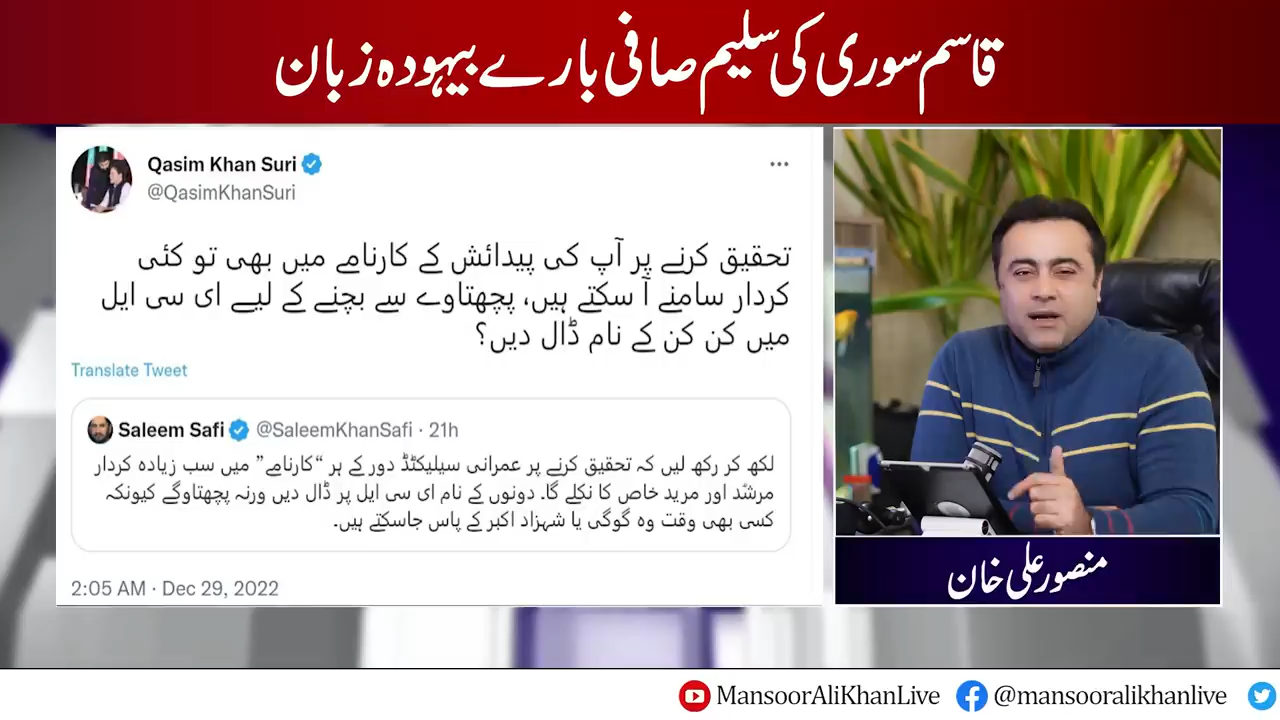 قاسم سوری کی سلیم صافی بارے بیہودہ زبان
Qasim Khan Suri
@QasimKhanSuri
تحقیق کرنے پر آپ کی پیدائش کے کارنامے میں بھی تو کئی
کردار سامنے آ سکتے ہیں، پچھتاوے سے بچنے کے لیے ای سی ایل
میں کن کن کے نام ڈال دیں؟
Translate Tweet
Saleem Safi @SaleemKhanSafi · 21h
لکھ کر رکھ لیں کہ تحقیق کرنے پر عمرانی سیلیکٹڈ دور کے ہر “کارنامے” میں سب زیادہ کردار
مرشد اور مرید خاص کا نکلے گا۔ دونوں کے نام ای سی ایل پر ڈال دیں ورنہ پچھتاوگے کیونکہ
کسی بھی وقت وہ گوگی یا شہزاد اکبر کے پاس جاسکتے ہیں۔
2:05 AM · Dec 29, 2022
منصور علی خان
MansoorAliKhanLive @mansooralikhanlive